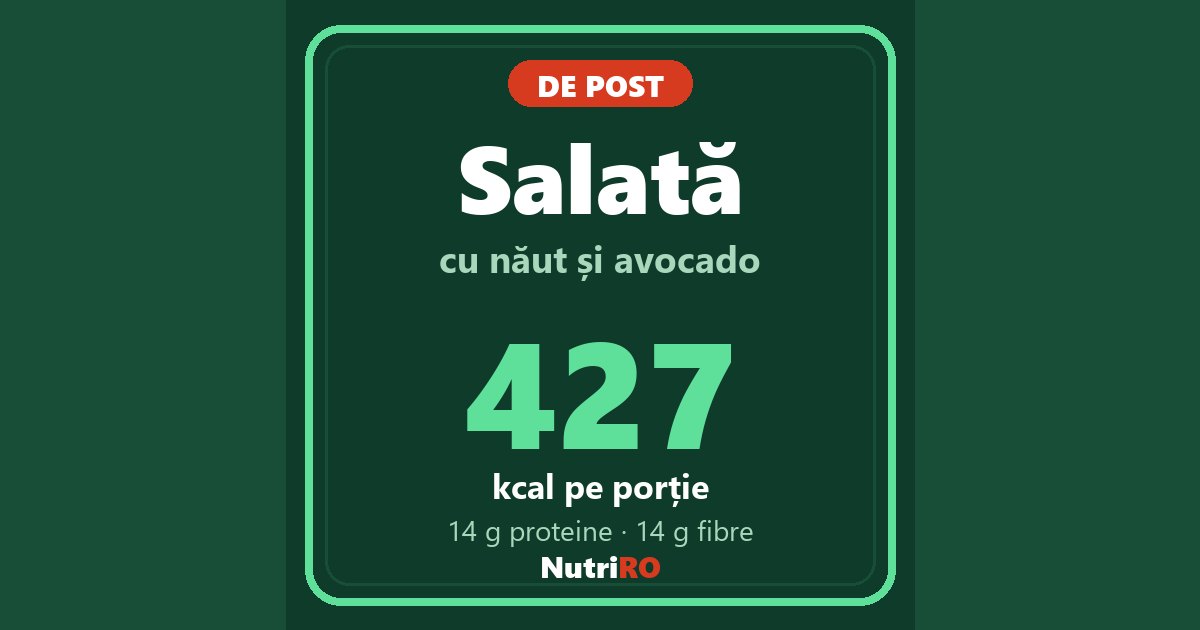 DE POST
Salată
cu năut și avocado
427
kcal pe porție
14 g proteine · 14 g fibre
NutriRO